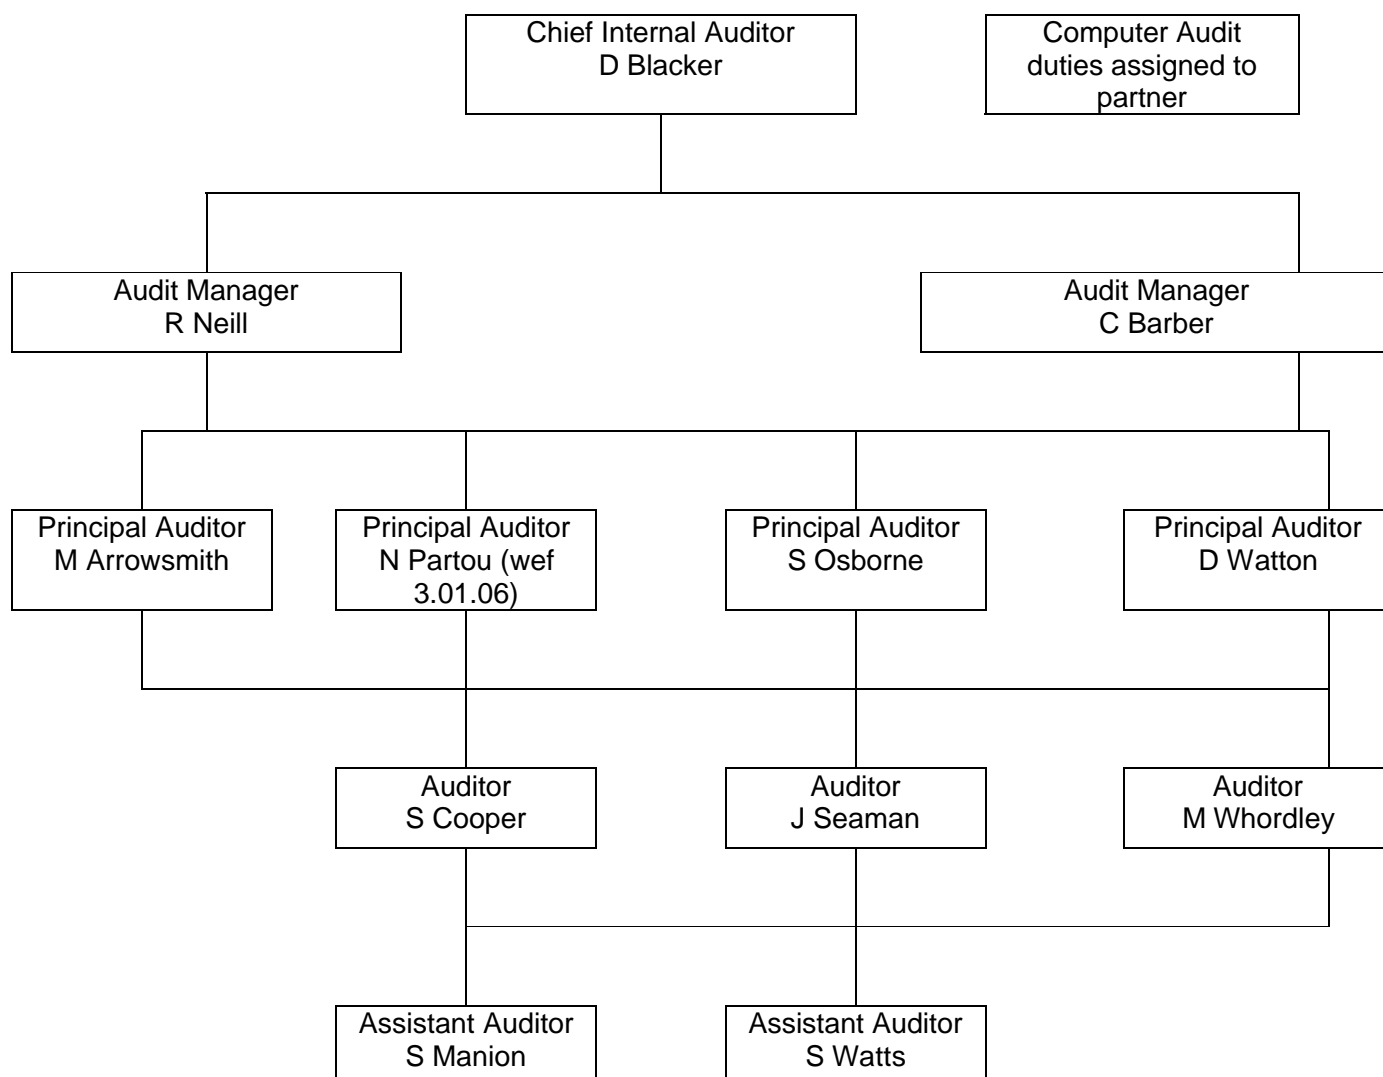 Chief Internal Auditor
D Blacker
Computer Audit
duties assigned to
partner
Audit Manager
R Neill
Audit Manager
C Barber
Principal Auditor
M Arrowsmith
Principal Auditor
N Partou (wef
3.01.06)
Principal Auditor
S Osborne
Principal Auditor
D Watton
Auditor
S Cooper
Auditor
J Seaman
Auditor
M Whordley
Assistant Auditor
S Manion
Assistant Auditor
S Watts